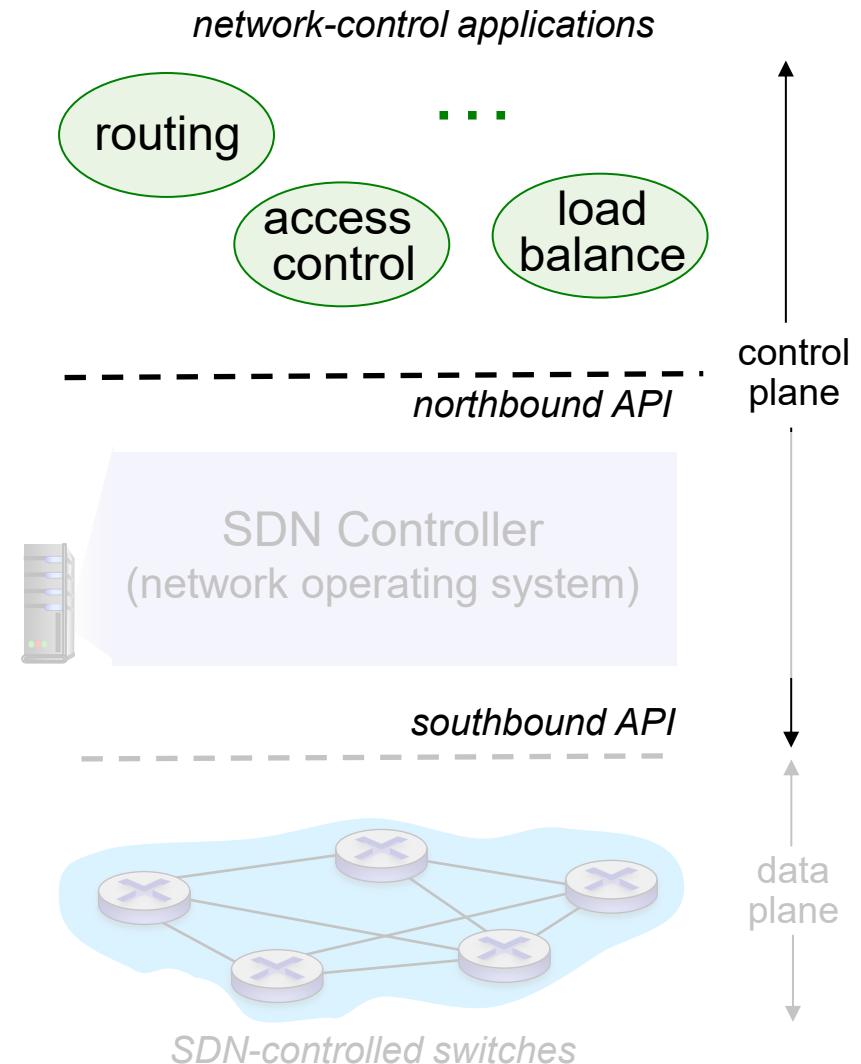 network-control applications
routing
...
access
control
load
balance
control
plane
northbound API
SDN Controller
(network operating system)
southbound API
data
plane
SDN-controlled switches